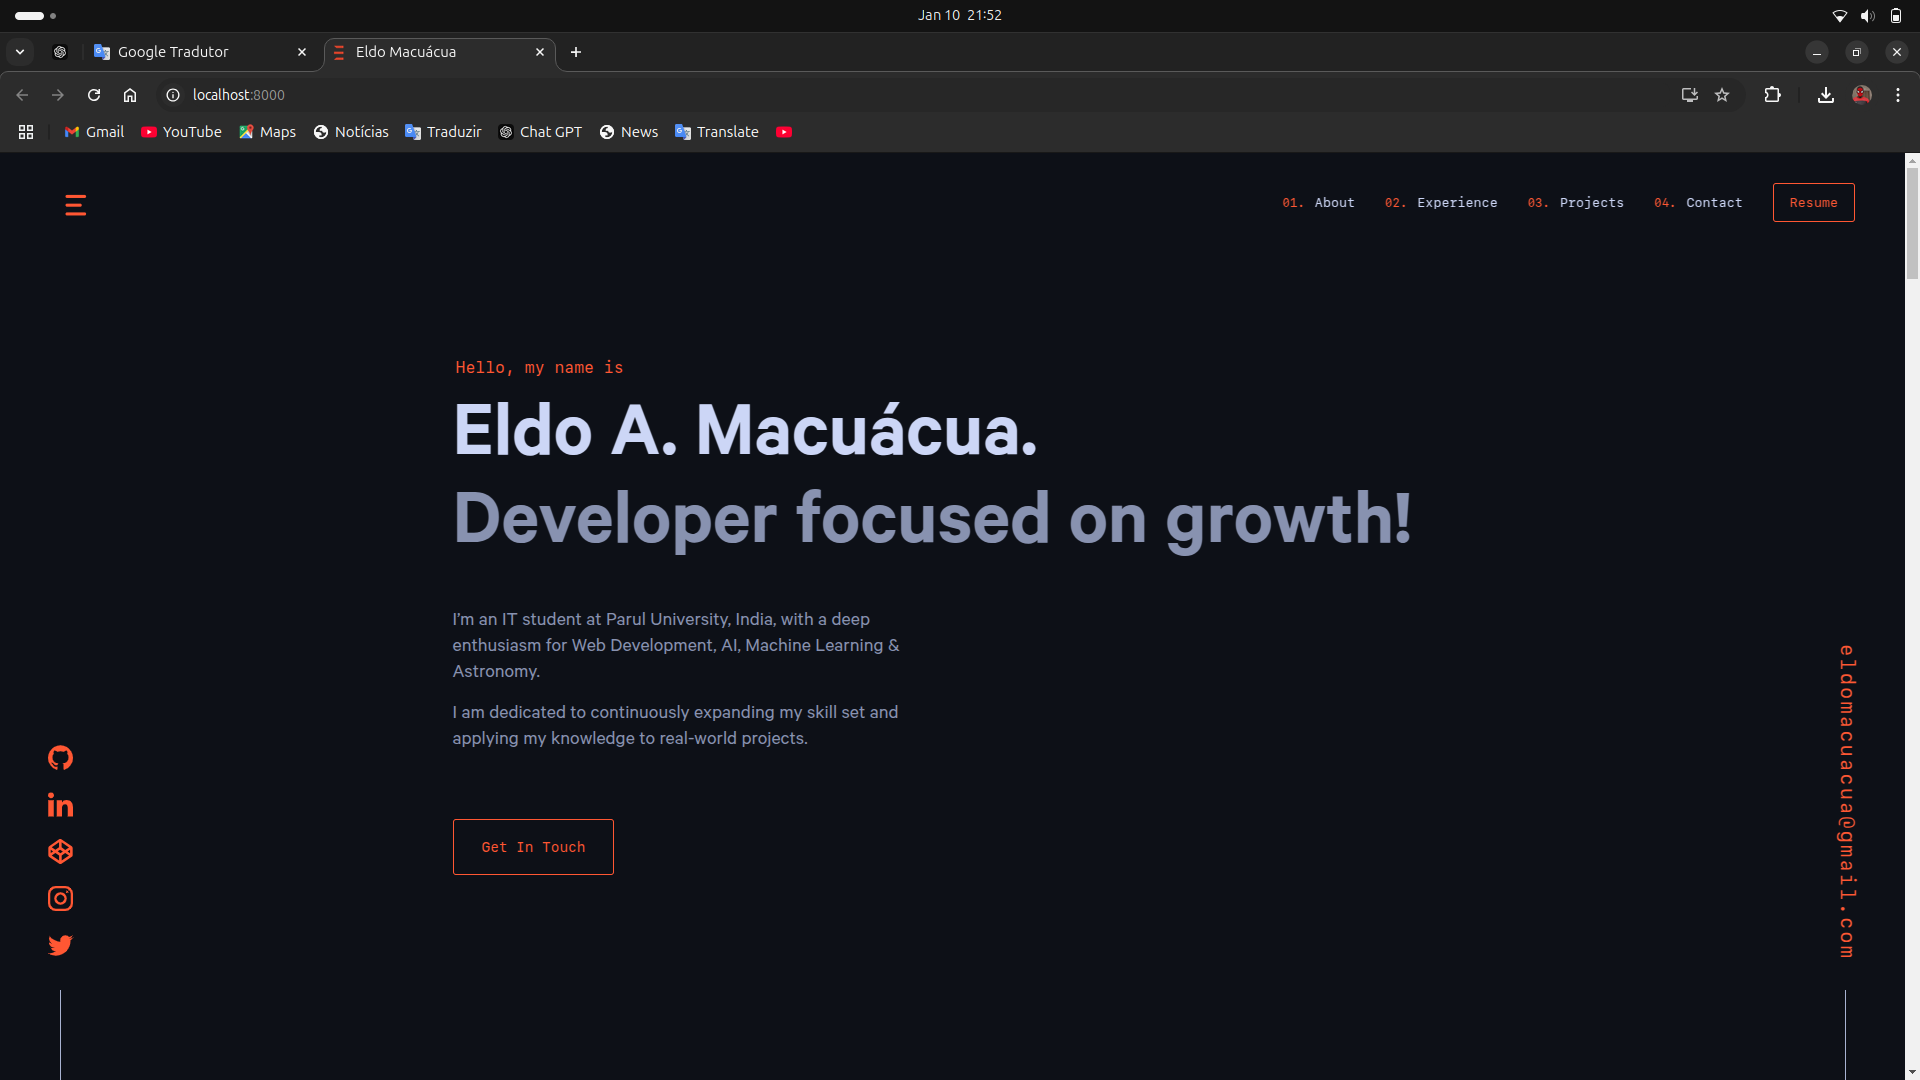 Jan 10 21:52
Google Tradutor
Eldo Macuácua
localhost:8000
Gmail
YouTube
Maps
Notícias
Traduzir
Chat GPT
News
Translate
01. About
02. Experience
03. Projects
04. Contact
Resume
Hello, my name is
Eldo A. Macuácua.
Developer focused on growth!
I’m an IT student at Parul University, India, with a deep
enthusiasm for Web Development, AI, Machine Learning &
Astronomy.
I am dedicated to continuously expanding my skill set and
applying my knowledge to real-world projects.
Get In Touch
eldomacuacua@gmail.com